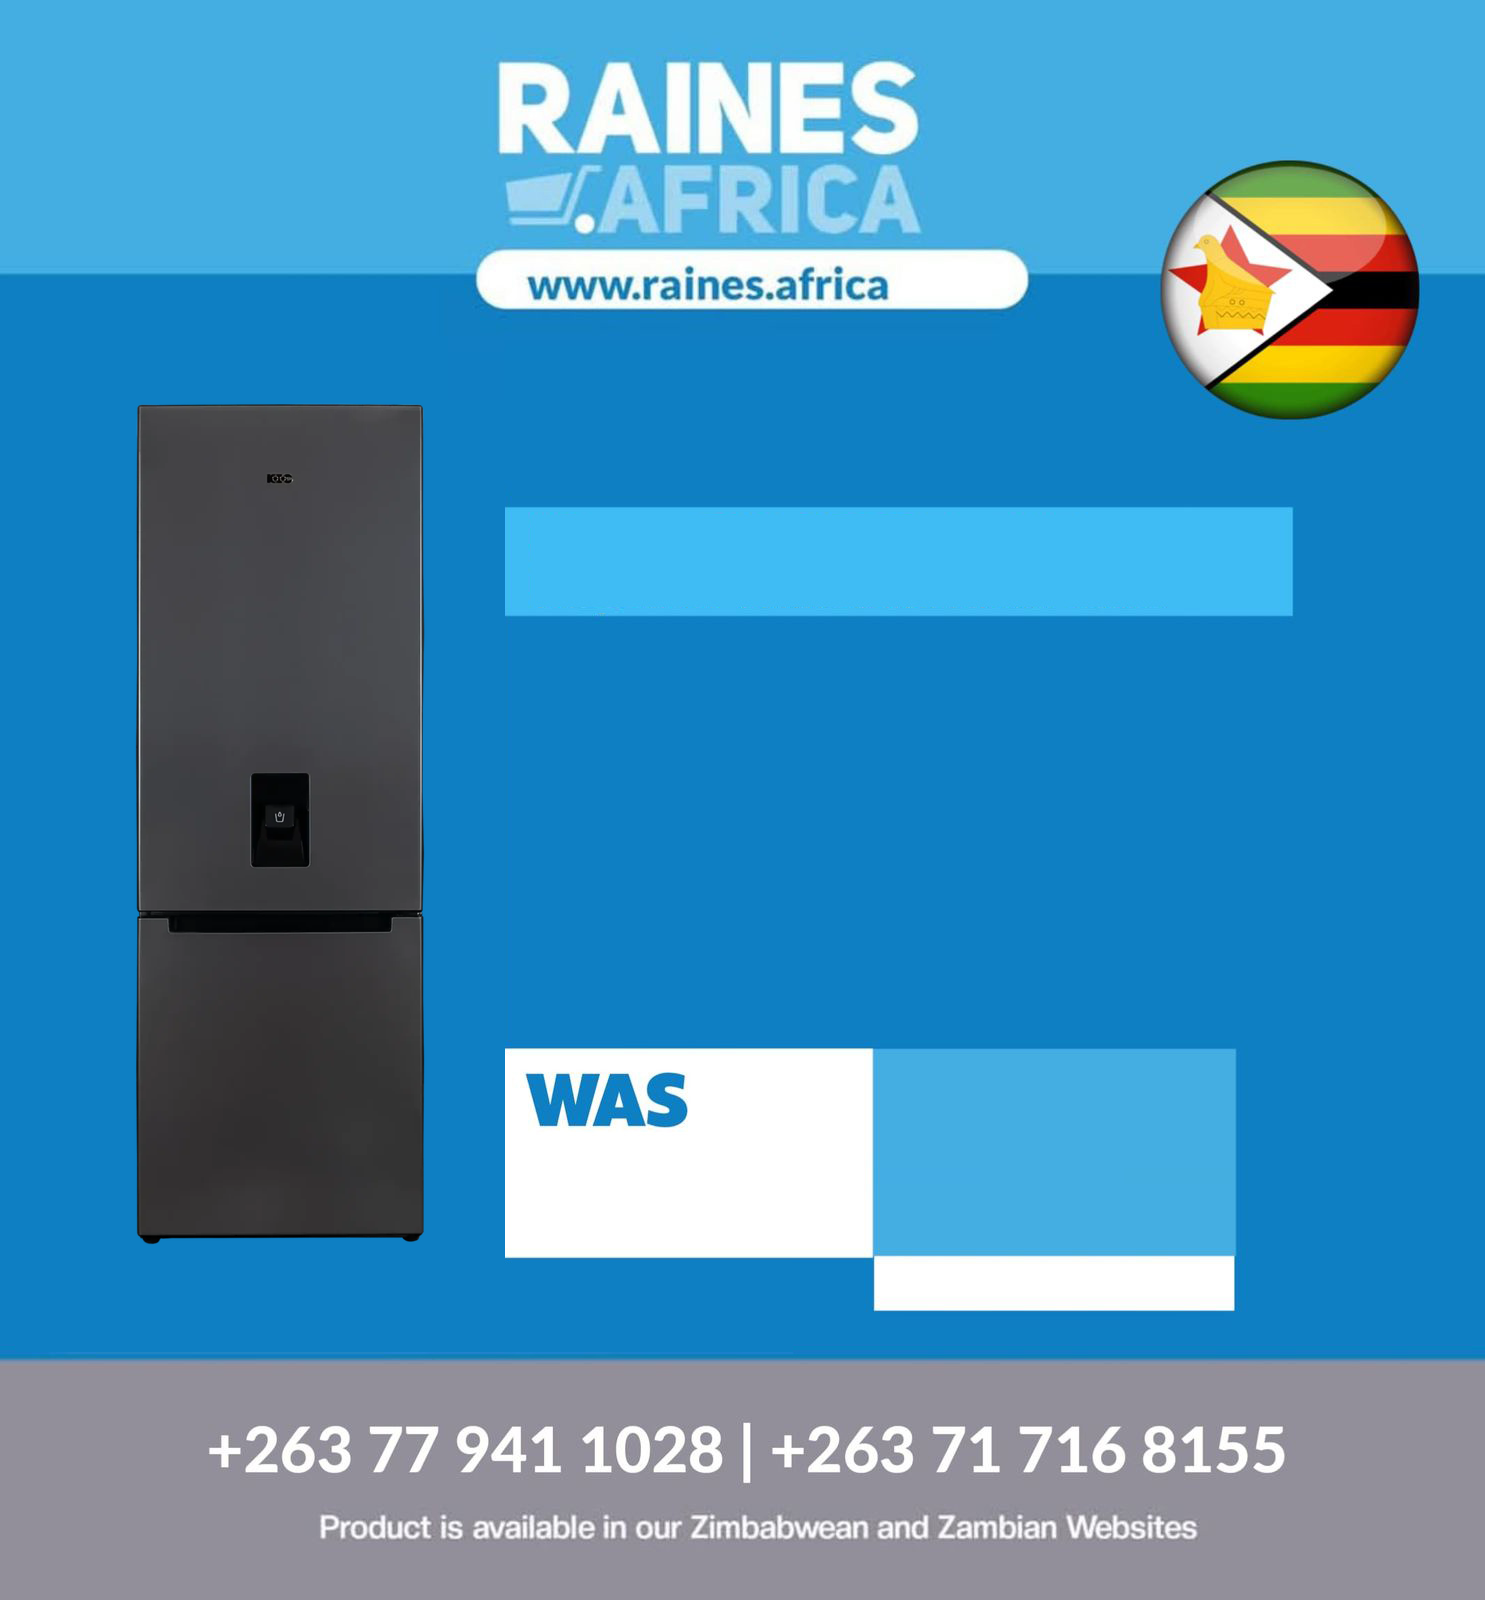 RAINES
.AFRICA
www.raines.africa
WAS
+263 77 941 1028 | +263 71 716 8155
Product is available in our Zimbabwean and Zambian Websites